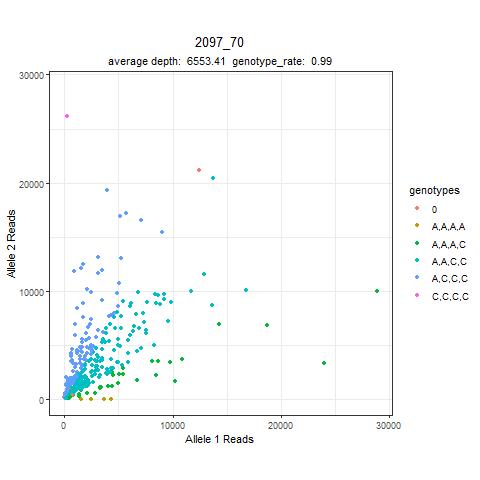 2097_70
average depth: 6553.41 genotype_rate: 0.99
30000
20000
10000
0
Allele 2 Reads
0
10000
20000
30000
Allele 1 Reads
genotypes
0
A,A,A,A
A,A,A,C
A,A,C,C
A,C,C,C
C,C,C,C